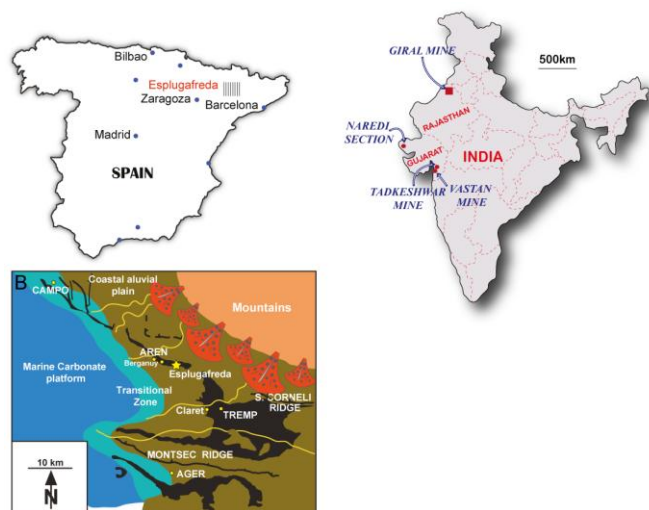 Bilbao
Esplugafreda
Zaragoza
Barcelona
Madrid
SPAIN
GIRAL MINE
500km
RAJASTHAN
NAREDI
SECTION
GUJARAT
INDIA
TADKESHWAR
MINE
VASTAN
MINE
B
Coastal aluvial
plain
CAMPO
Mountains
Marine Carbonate
platform
AREN
Berganuy
Esplugafreda
Transitional
Zone
S. CORNELI
RIDGE
Claret
TREMP
10 km
N
MONTSEC RIDGE
AGER